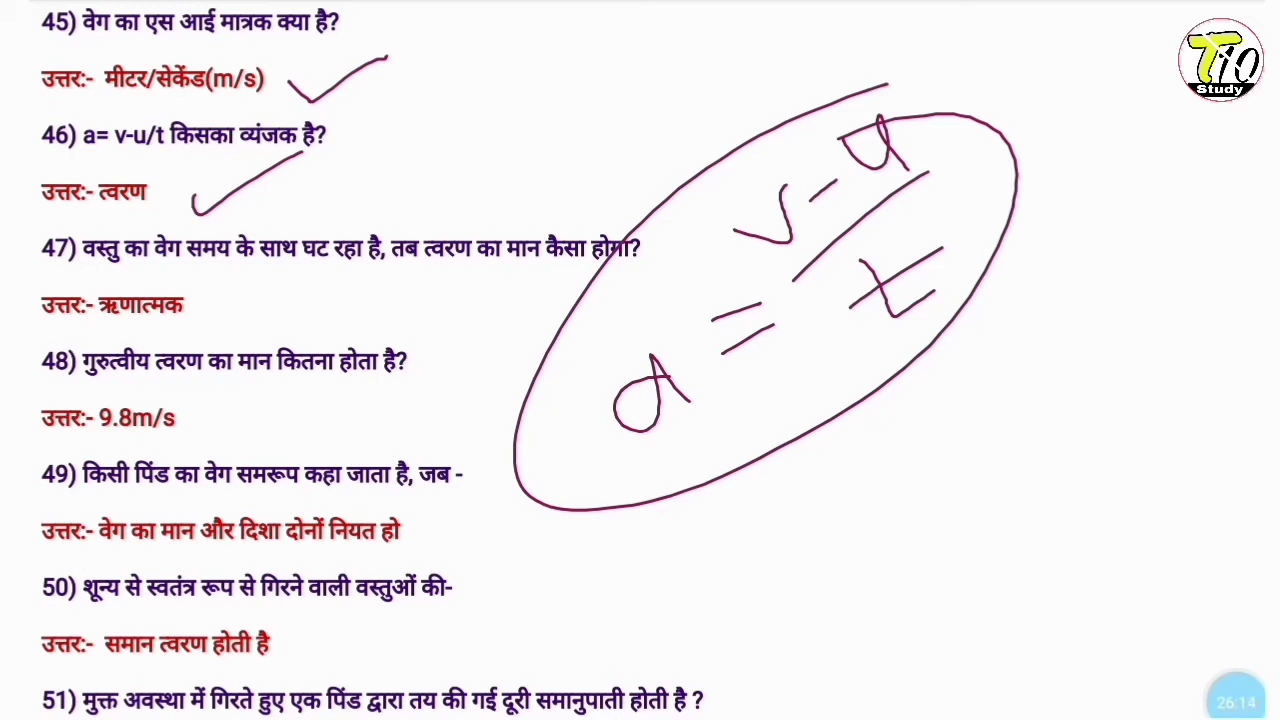 45) वेग का एस आई मात्रक क्या है?
उत्तर:- मीटर/सेकेंड(m/s)
46) a= v-u/t किसका व्यंजक है?
उत्तर:- त्वरण
47) वस्तु का वेग समय के साथ घट रहा है, तब त्वरण का मान कैसा होगा?
उत्तर:- ऋणात्मक
48) गुरुत्वीय त्वरण का मान कितना होता है?
उत्तर:- 9.8m/s
49) किसी पिंड का वेग समरूप कहा जाता है, जब -
उत्तर:- वेग का मान और दिशा दोनों नियत हो
50) शून्य से स्वतंत्र रूप से गिरने वाली वस्तुओं की-
उत्तर:- समान त्वरण होती है
51) मुक्त अवस्था में गिरते हुए एक पिंड द्वारा तय की गई दूरी समानुपाती होती है ?
v-u
a =
t
T10
Study
26:14